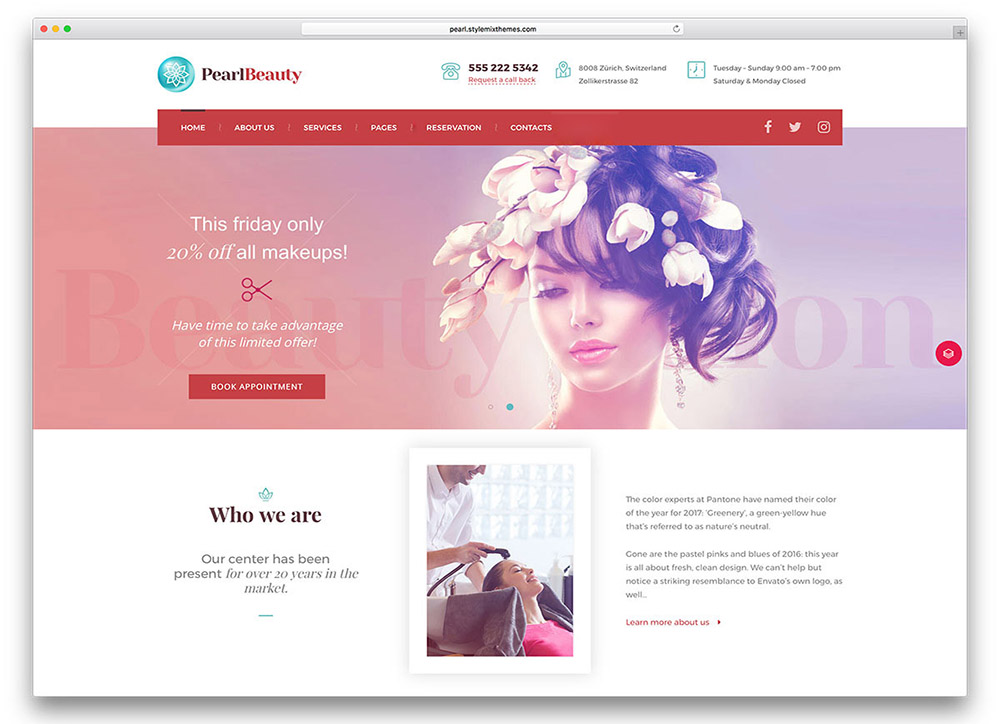 pearl.stylemixthemes.com
PearlBeauty
555 222 5342
Request a call back
8008 Zürich, Switzerland
Zollikerstrasse 82
Tuesday - Sunday 9:00 am - 7:00 pm
Saturday & Monday Closed
HOME / ABOUT US / SERVICES / PAGES / RESERVATION / CONTACTS
This friday only
20% off all makeups!
Have time to take advantage
of this limited offer!
BOOK APPOINTMENT
Beauty
Who we are
Our center has been
present for over 20 years in the
market.
The color experts at Pantone have named their color
of the year for 2017: ‘Greenery’, a green-yellow hue
that’s referred to as nature’s neutral.
Gone are the pastel pinks and blues of 2016: this year
is all about fresh, clean design. We can’t help but
notice a striking resemblance to Envato’s own logo, as
well...
Learn more about us